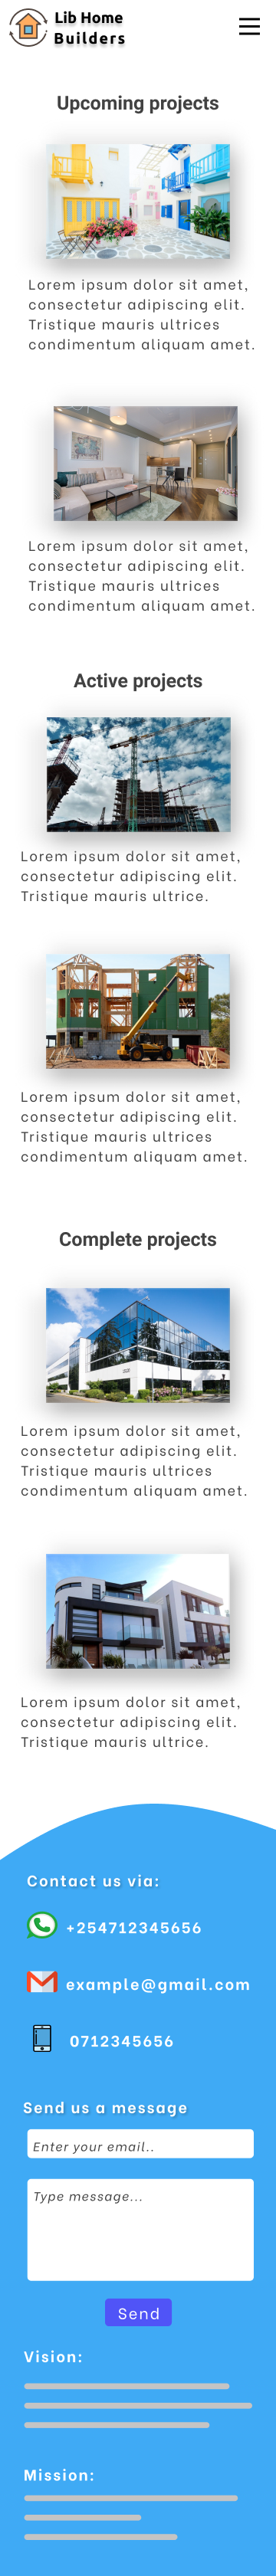 Lib Home
Builders
Upcoming projects
Lorem ipsum dolor sit amet,
consectetur adipiscing elit.
Tristique mauris ultrices
condimentum aliquam amet.
Lorem ipsum dolor sit amet,
consectetur adipiscing elit.
Tristique mauris ultrices
condimentum aliquam amet.
Active projects
Lorem ipsum dolor sit amet,
consectetur adipiscing elit.
Tristique mauris ultrice.
Lorem ipsum dolor sit amet,
consectetur adipiscing elit.
Tristique mauris ultrices
condimentum aliquam amet.
Complete projects
Lorem ipsum dolor sit amet,
consectetur adipiscing elit.
Tristique mauris ultrices
condimentum aliquam amet.
Lorem ipsum dolor sit amet,
consectetur adipiscing elit.
Tristique mauris ultrice.
Contact us via:
+254712345656
example@gmail.com
0712345656
Send us a message
Enter your email..
Type message...
Send
Vision:
Mission: